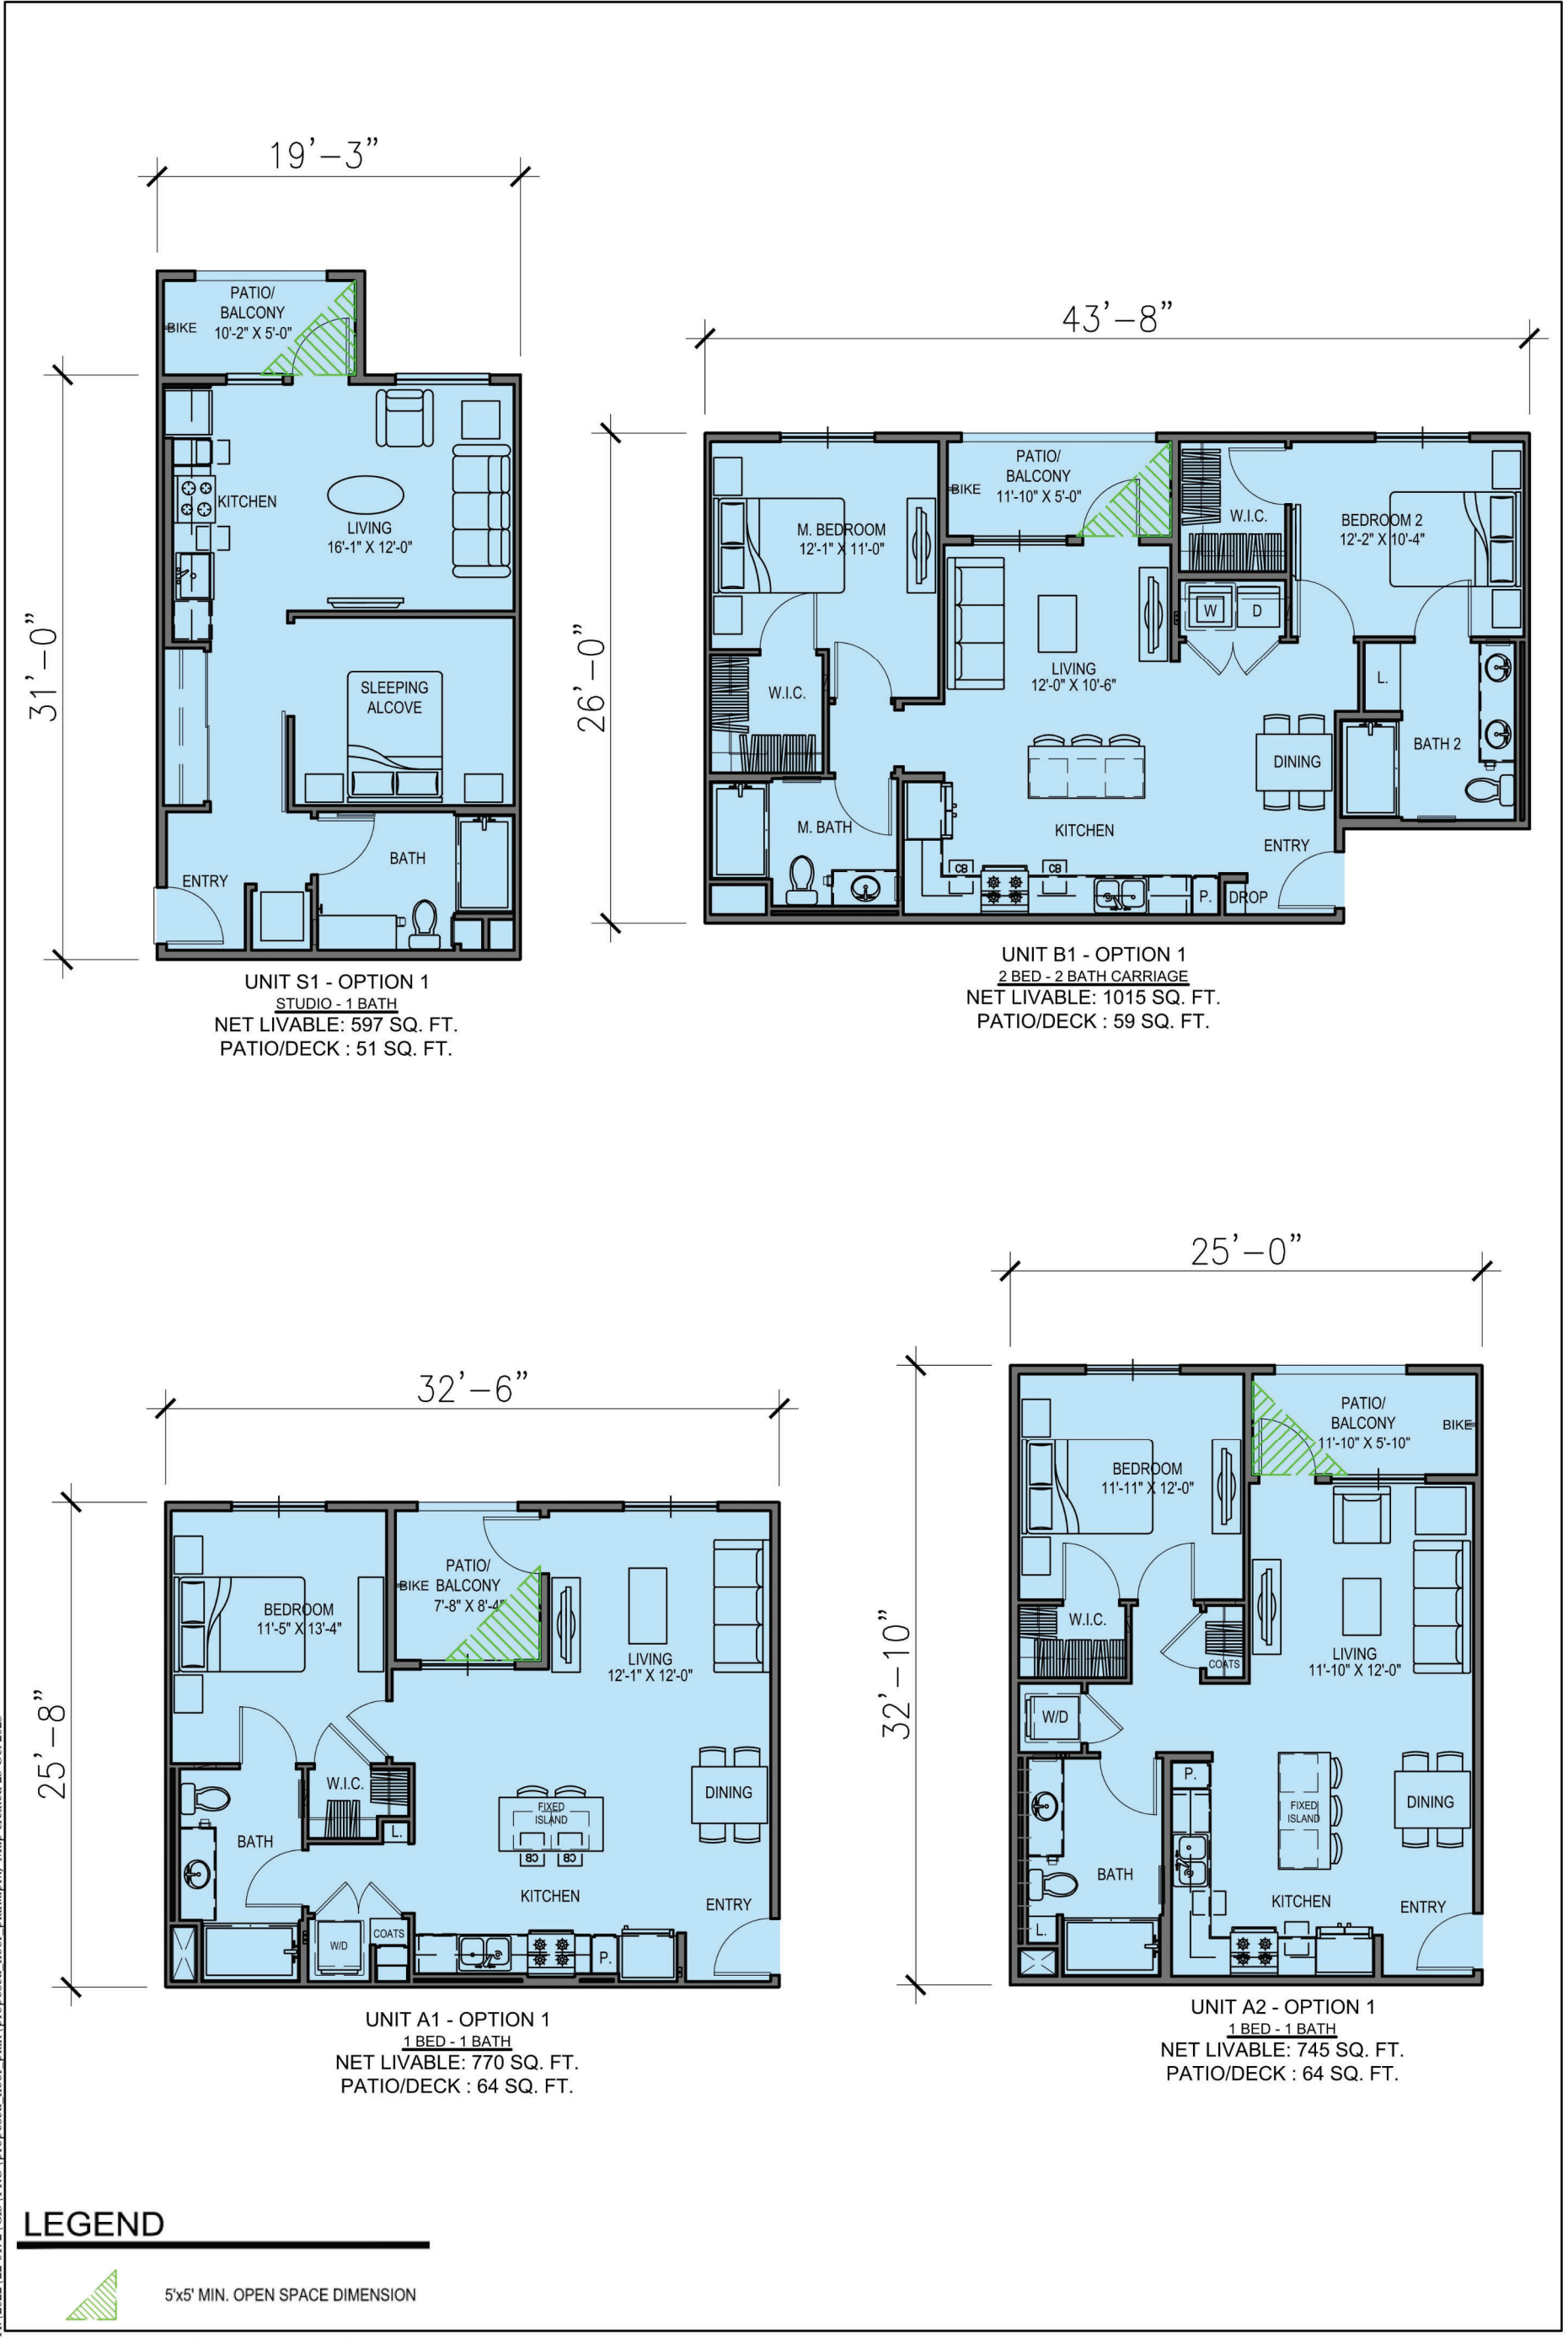 19'-3"
PATIO/
BALCONY
10'-2" X 5'-0"
BIKE
KITCHEN
LIVING
16'-1" X 12'-0"
31'-0"
SLEEPING
ALCOVE
BATH
ENTRY
UNIT S1 - OPTION 1
STUDIO - 1 BATH
NET LIVABLE: 597 SQ. FT.
PATIO/DECK : 51 SQ. FT.
43'-8"
26'-0"
PATIO/
BALCONY
11'-10" X 5'-0"
BIKE
M. BEDROOM
12'-1" X 11'-0"
W.I.C.
BEDROOM 2
12'-2" X 10'-4"
W
D
LIVING
12'-0" X 10'-6"
W.I.C.
L.
BATH 2
DINING
M. BATH
KITCHEN
ENTRY
CB
CB
P.
DROP
UNIT B1 - OPTION 1
2 BED - 2 BATH CARRIAGE
NET LIVABLE: 1015 SQ. FT.
PATIO/DECK : 59 SQ. FT.
32'-6"
25'-8"
PATIO/
BIKE BALCONY
7'-8" X 8'-4"
BEDROOM
11'-5" X 13'-4"
LIVING
12'-1" X 12'-0"
W.I.C.
DINING
FIXED
ISLAND
L.
BATH
CB
CB
KITCHEN
ENTRY
W/D
COATS
P.
UNIT A1 - OPTION 1
1 BED - 1 BATH
NET LIVABLE: 770 SQ. FT.
PATIO/DECK : 64 SQ. FT.
25'-0"
32'-10"
PATIO/
BALCONY
11'-10" X 5'-10"
BIKE
BEDROOM
11'-11" X 12'-0"
W.I.C.
COATS
LIVING
11'-10" X 12'-0"
W/D
P.
FIXED
ISLAND
DINING
BATH
KITCHEN
ENTRY
L.
UNIT A2 - OPTION 1
1 BED - 1 BATH
NET LIVABLE: 745 SQ. FT.
PATIO/DECK : 64 SQ. FT.
LEGEND
5'x5' MIN. OPEN SPACE DIMENSION